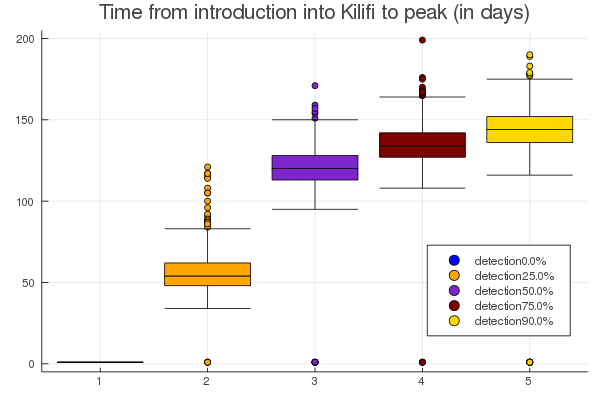 Time from introduction into Kilifi to peak (in days)
200
150
100
50
0
detection0.0%
detection25.0%
detection50.0%
detection75.0%
detection90.0%
1 2 3 4 5